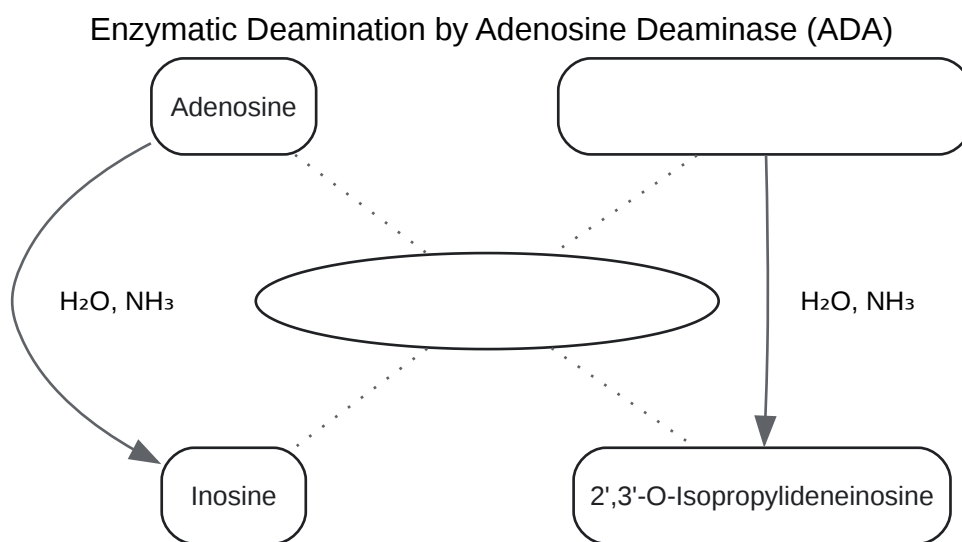 Enzymatic Deamination by Adenosine Deaminase (ADA)
Adenosine
H₂O, NH₃
H₂O, NH₃
Inosine
2',3'-O-Isopropylideneinosine